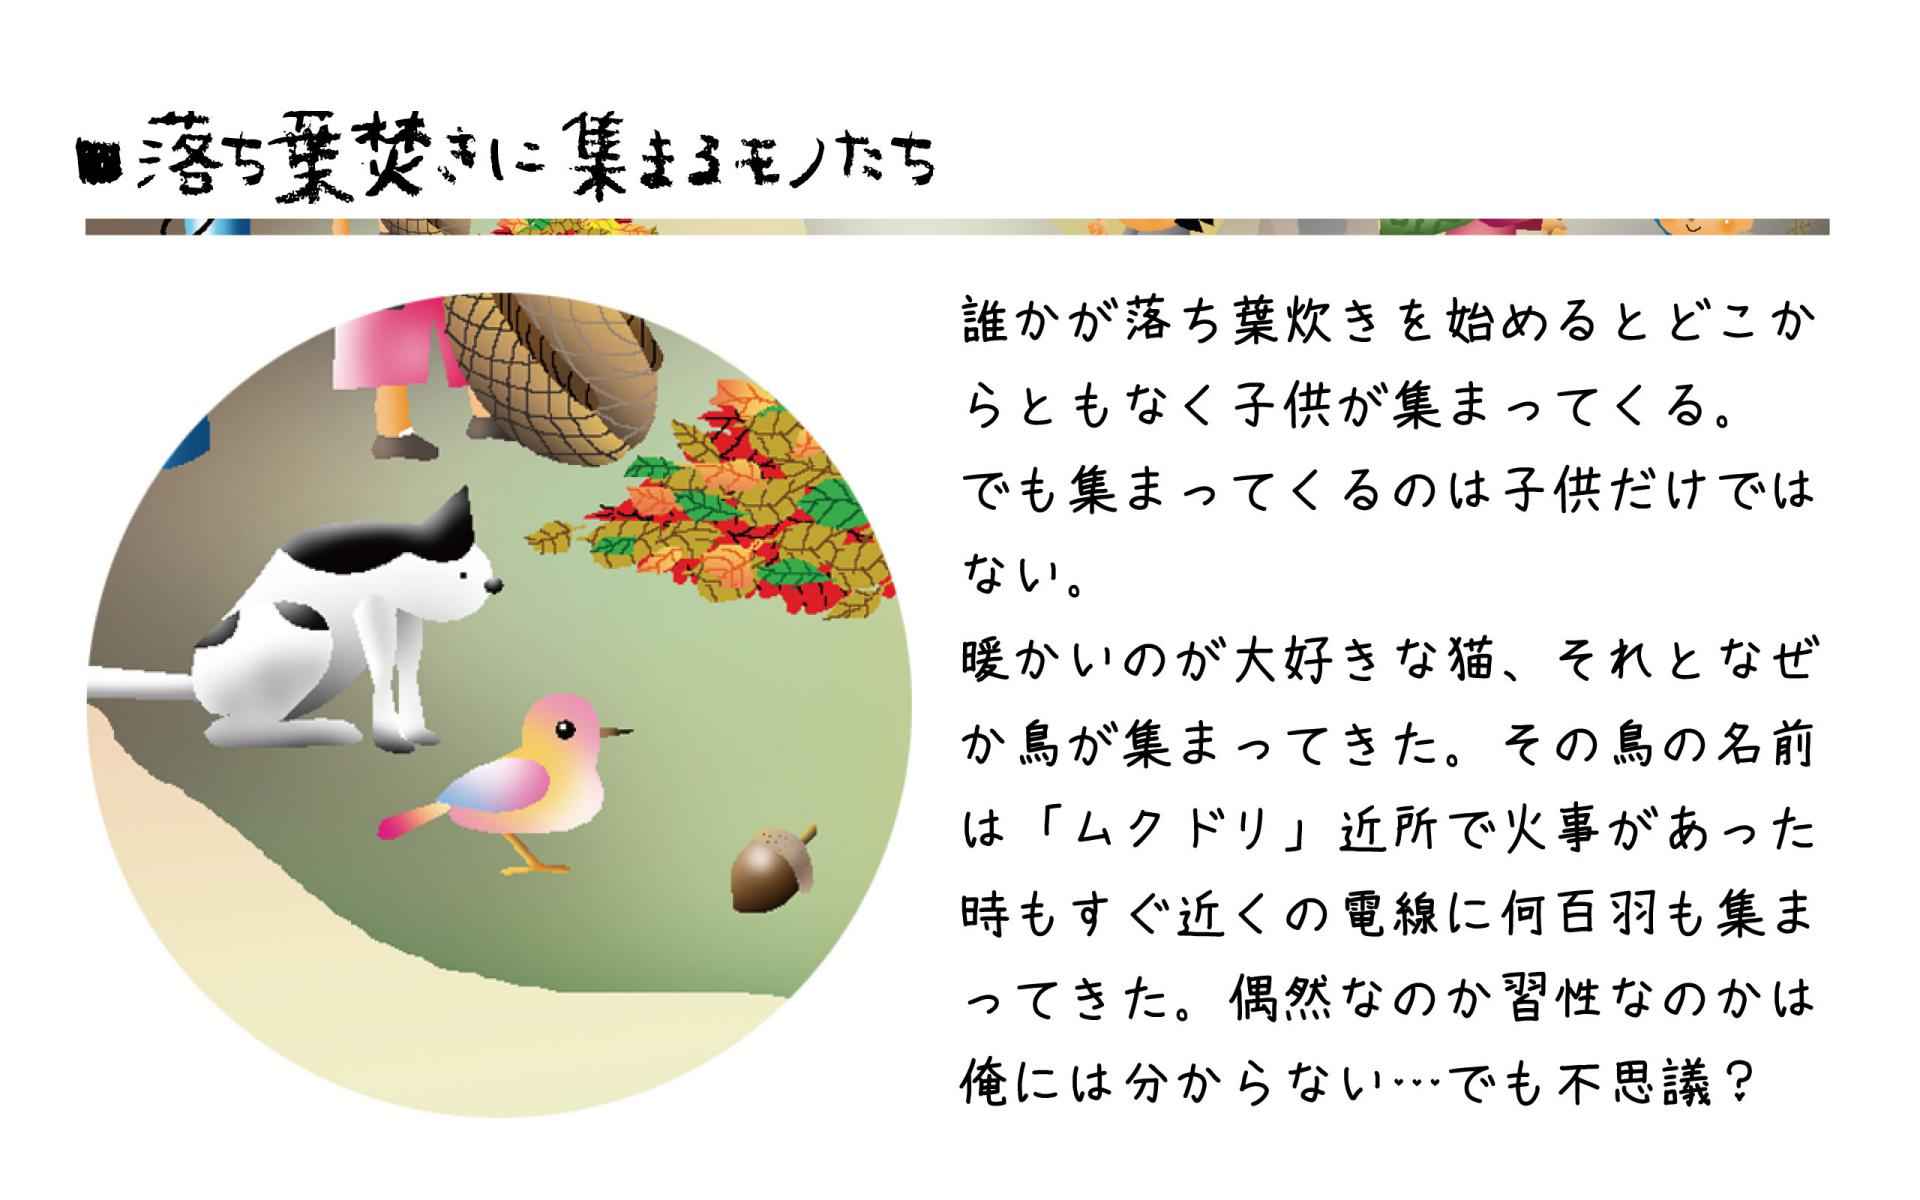 ■落ち葉焚きに集まるモノたち
誰かが落ち葉炊きを始めるとどこか
らともなく子供が集まってくる。
でも集まってくるのは子供だけでは
ない。
暖かいのが大好きな猫、それとなぜ
か鳥が集まってきた。その鳥の名前
は「ムクドリ」近所で火事があった
時もすぐ近くの電線に何百羽も集ま
ってきた。偶然なのか習性なのかは
俺には分からない…でも不思議？